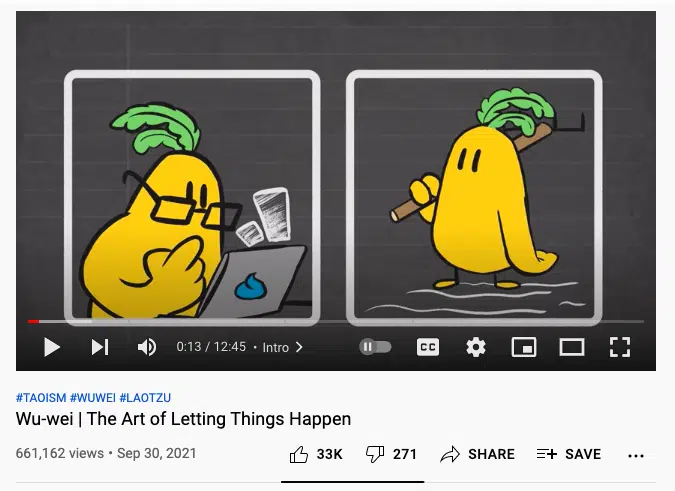 CC
0:13 / 12:45 • Intro
#TAOISM #WUWEI #LAOTZU
Wu-wei | The Art of Letting Things Happen
661,162 views • Sep 30, 2021
33K
271
SHARE
SAVE